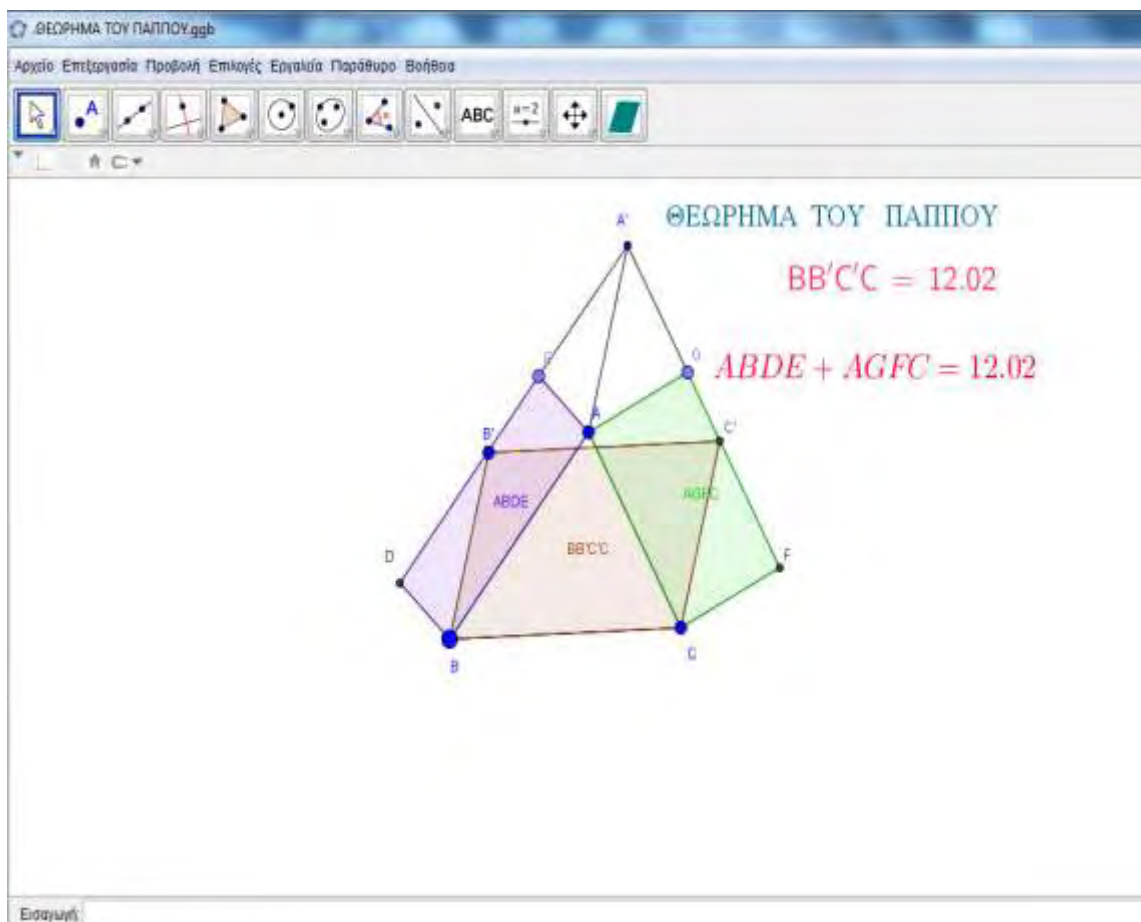 ΘΕΩΡΗΜΑ ΤΟΥ ΠΑΠΠΟΥ.ggb
Αρχείο Επεξεργασία Προβολή Επιλογές Εργαλεία Παράθυρο Βοήθεια
A ABC a=2
A' ΘΕΩΡΗΜΑ ΤΟΥ ΠΑΠΠΟΥ
BB'C'C = 12.02
ABDE + AGFC = 12.02
A
B' C'
ABDE AGFC
BB'C'C
D F
B C
Εισαγωγή: